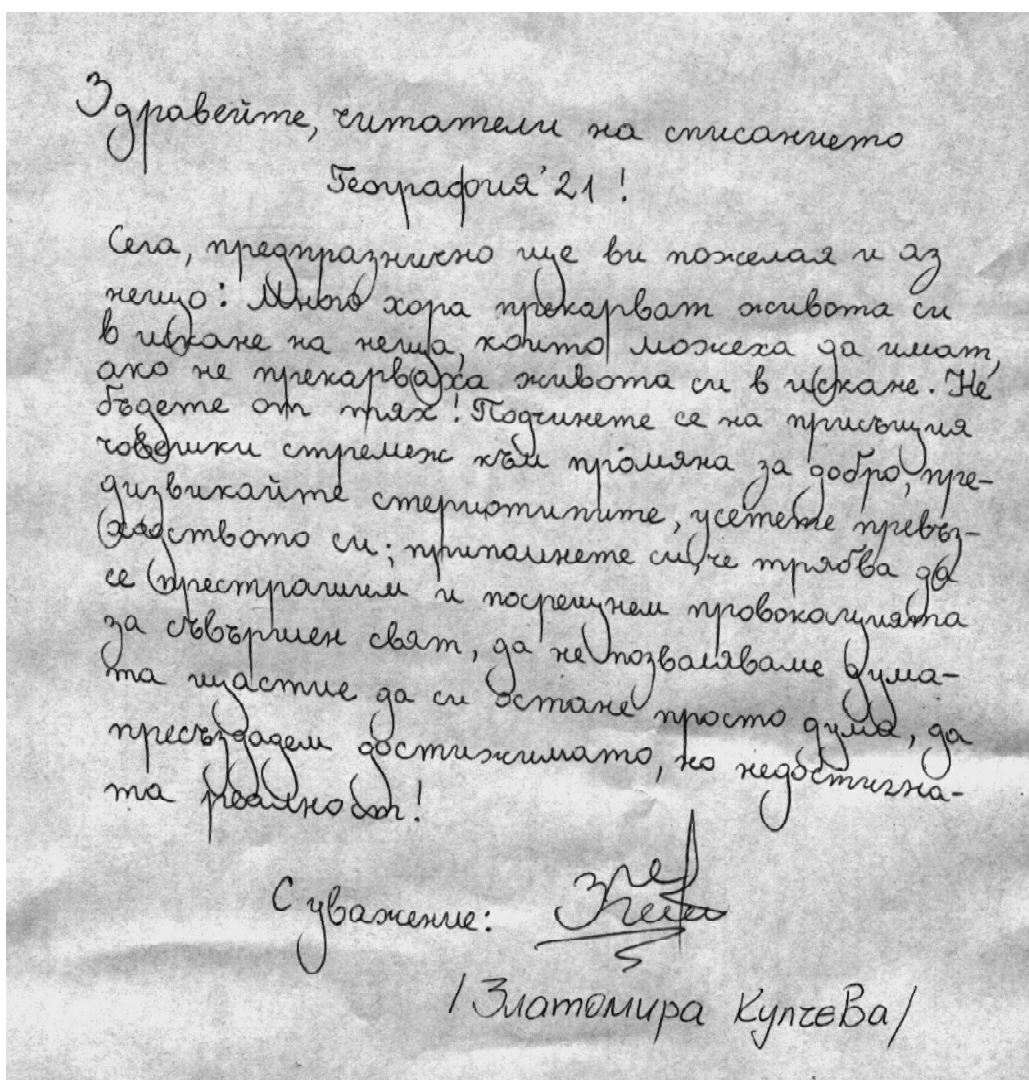 Здравейте, читатели на списанието
География'21!
Сега, предпразнично ще ви пожелая и аз
нещо: Много хора прекарват живота си
в искане на неща, които можеха да имат,
ако не прекарваха живота си в искане. Не
бъдете от тях! Подчинете се на присъщия
човешки стремеж към промяна за добро, пре-
дизвикайте стериотипите, усетете превъз-
ходството си; припомнете си, че трябва да
се престрашим и посрещнем провокацията
за съвършен свят, да не позваляваме дума-
та щастие да си остане просто дума, да
пресъздадем достижимато, но недостигна-
та реалност!
С уважение:
/Златомира Купчева/